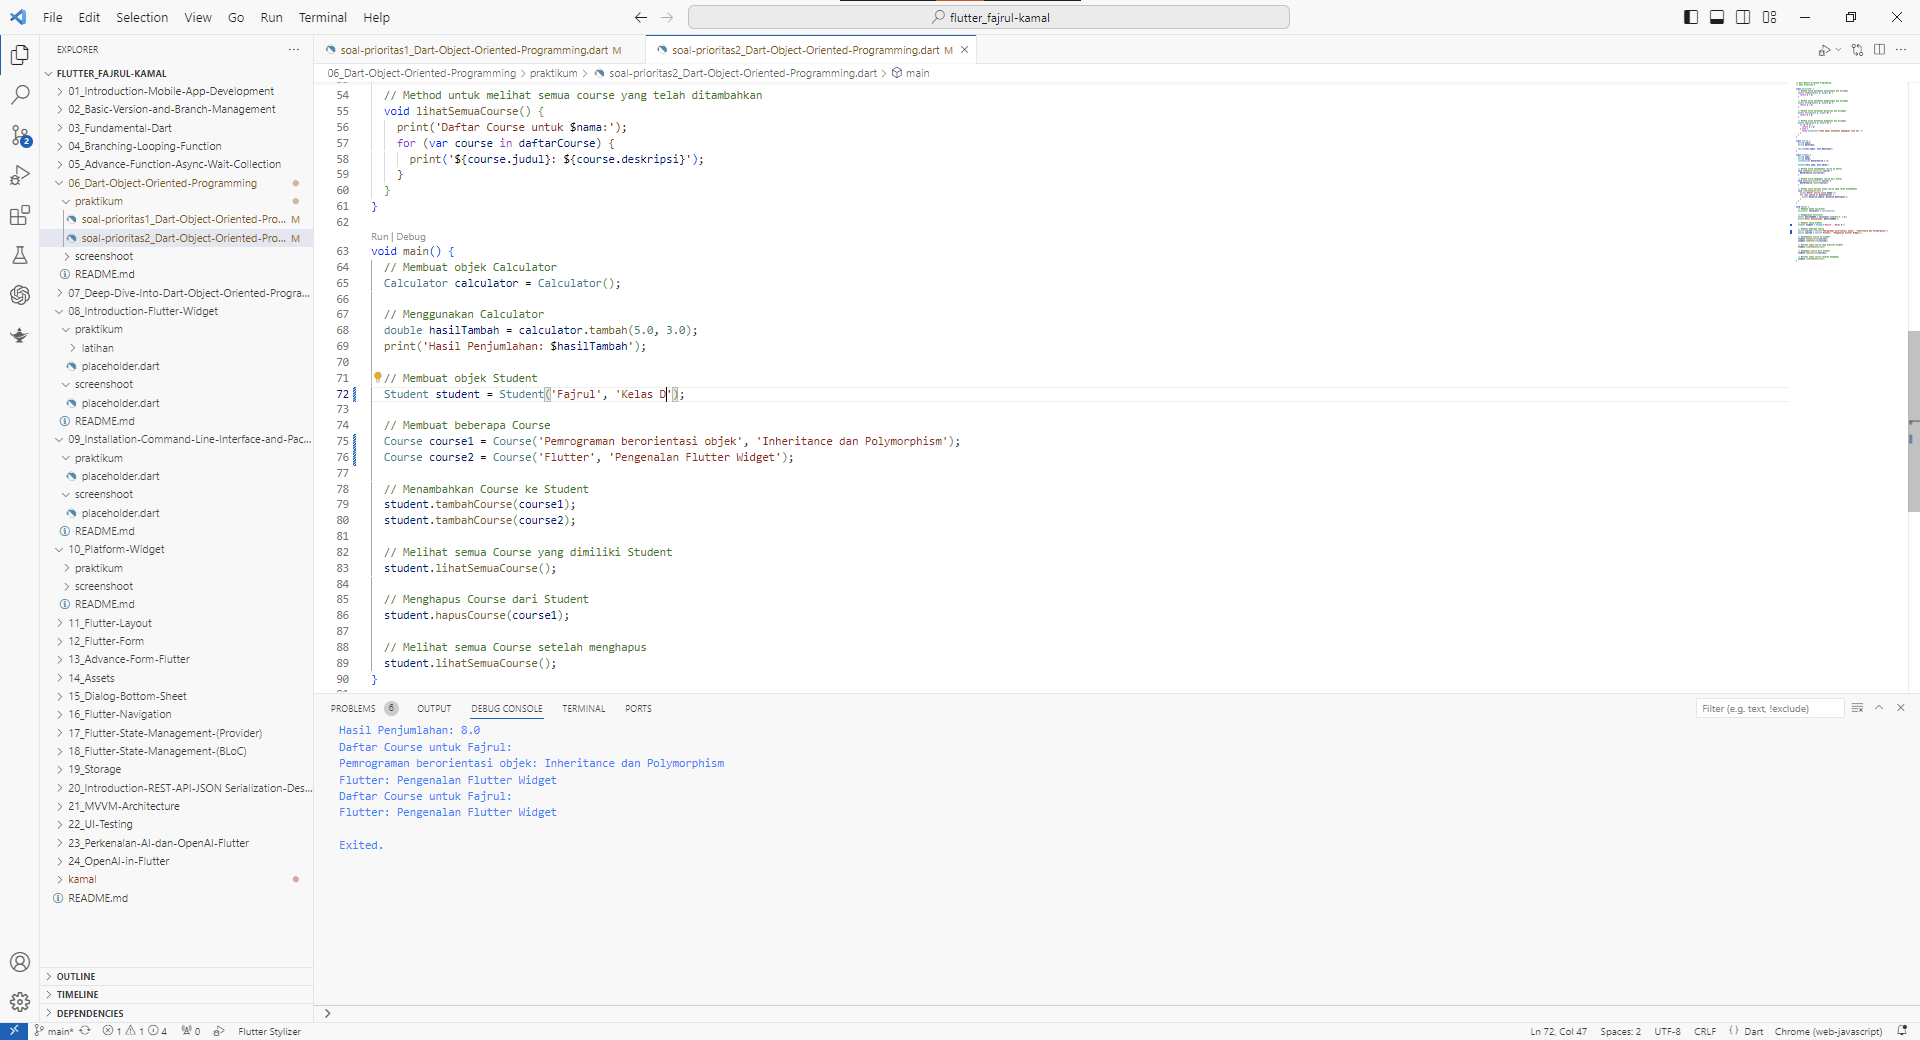 File Edit Selection View Go Run Terminal Help
flutter_fajrul-kamal
EXPLORER
FLUTTER_FAJRUL-KAMAL
01_Introduction-Mobile-App-Development
02_Basic-Version-and-Branch-Management
03_Fundamental-Dart
04_Branching-Looping-Function
05_Advance-Function-Async-Wait-Collection
06_Dart-Object-Oriented-Programming
praktikum
soal-prioritas1_Dart-Object-Oriented-Pro... M
soal-prioritas2_Dart-Object-Oriented-Pro... M
screenshoot
README.md
07_Deep-Dive-Into-Dart-Object-Oriented-Progra...
08_Introduction-Flutter-Widget
praktikum
latihan
placeholder.dart
screenshoot
placeholder.dart
README.md
09_Installation-Command-Line-Interface-and-Pac...
praktikum
placeholder.dart
screenshoot
placeholder.dart
README.md
10_Platform-Widget
praktikum
screenshoot
README.md
11_Flutter-Layout
12_Flutter-Form
13_Advance-Form-Flutter
14_Assets
15_Dialog-Bottom-Sheet
16_Flutter-Navigation
17_Flutter-State-Management-(Provider)
18_Flutter-State-Management-(BLoC)
19_Storage
20_Introduction-REST-API-JSON Serialization-Des...
21_MVVM-Architecture
22_UI-Testing
23_Perkenalan-AI-dan-OpenAI-Flutter
24_OpenAI-in-Flutter
kamal
README.md
OUTLINE
TIMELINE
DEPENDENCIES
2
soal-prioritas1_Dart-Object-Oriented-Programming.dart M
soal-prioritas2_Dart-Object-Oriented-Programming.dart M
06_Dart-Object-Oriented-Programming > praktikum > soal-prioritas2_Dart-Object-Oriented-Programming.dart > main
54 // Method untuk melihat semua course yang telah ditambahkan
55 void lihatSemuaCourse() {
56 print('Daftar Course untuk $nama:');
57 for (var course in daftarCourse) {
58 print('${course.judul}: ${course.deskripsi}');
59 }
60 }
61 }
62
Run | Debug
63 void main() {
64 // Membuat objek Calculator
65 Calculator calculator = Calculator();
66
67 // Menggunakan Calculator
68 double hasilTambah = calculator.tambah(5.0, 3.0);
69 print('Hasil Penjumlahan: $hasilTambah');
70
71 // Membuat objek Student
72 Student student = Student('Fajrul', 'Kelas D');
73
74 // Membuat beberapa Course
75 Course course1 = Course('Pemrograman berorientasi objek', 'Inheritance dan Polymorphism');
76 Course course2 = Course('Flutter', 'Pengenalan Flutter Widget');
77
78 // Menambahkan Course ke Student
79 student.tambahCourse(course1);
80 student.tambahCourse(course2);
81
82 // Melihat semua Course yang dimiliki Student
83 student.lihatSemuaCourse();
84
85 // Menghapus Course dari Student
86 student.hapusCourse(course1);
87
88 // Melihat semua Course setelah menghapus
89 student.lihatSemuaCourse();
90 }
PROBLEMS 6 OUTPUT DEBUG CONSOLE TERMINAL PORTS
Filter (e.g. text, !exclude)
Hasil Penjumlahan: 8.0
Daftar Course untuk Fajrul:
Pemrograman berorientasi objek: Inheritance dan Polymorphism
Flutter: Pengenalan Flutter Widget
Daftar Course untuk Fajrul:
Flutter: Pengenalan Flutter Widget
Exited.
main* 1 1 4 0 Flutter Stylizer
Ln 72, Col 47 Spaces: 2 UTF-8 CRLF { } Dart Chrome (web-javascript)